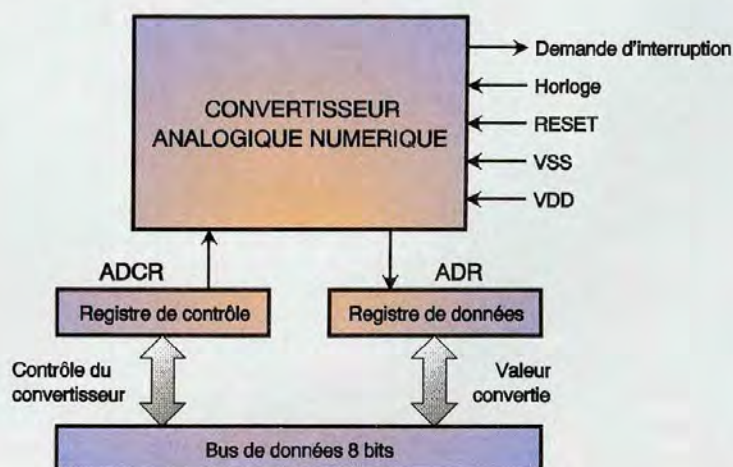 CONVERTISSEUR
ANALOGIQUE NUMERIQUE
Demande d'interruption
Horloge
RESET
VSS
VDD
ADCR
ADR
Registre de contrôle
Registre de données
Contrôle du
convertisseur
Valeur
convertie
Bus de données 8 bits